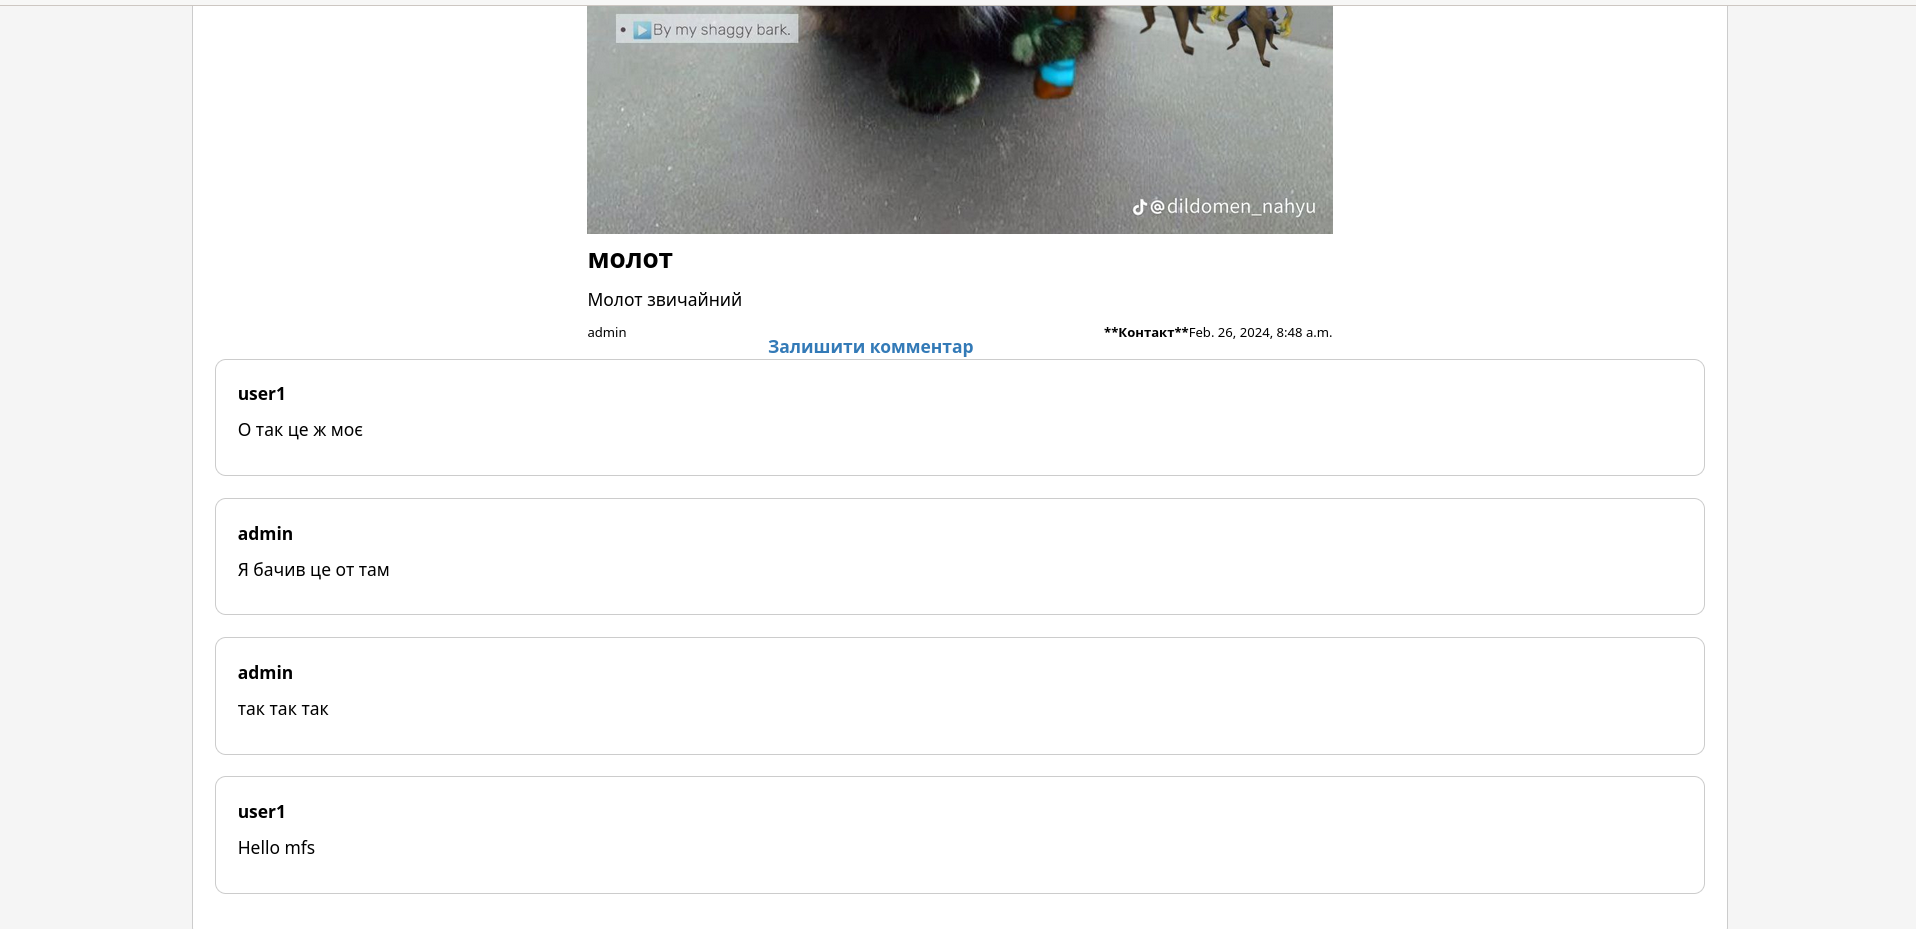 • ▶️By my shaggy bark.
@dildomen_nahyu
молот
Молот звичайний
admin
**Контакт**Feb. 26, 2024, 8:48 a.m.
Залишити комментар
user1
О так це ж моє
admin
Я бачив це от там
admin
так так так
user1
Hello mfs